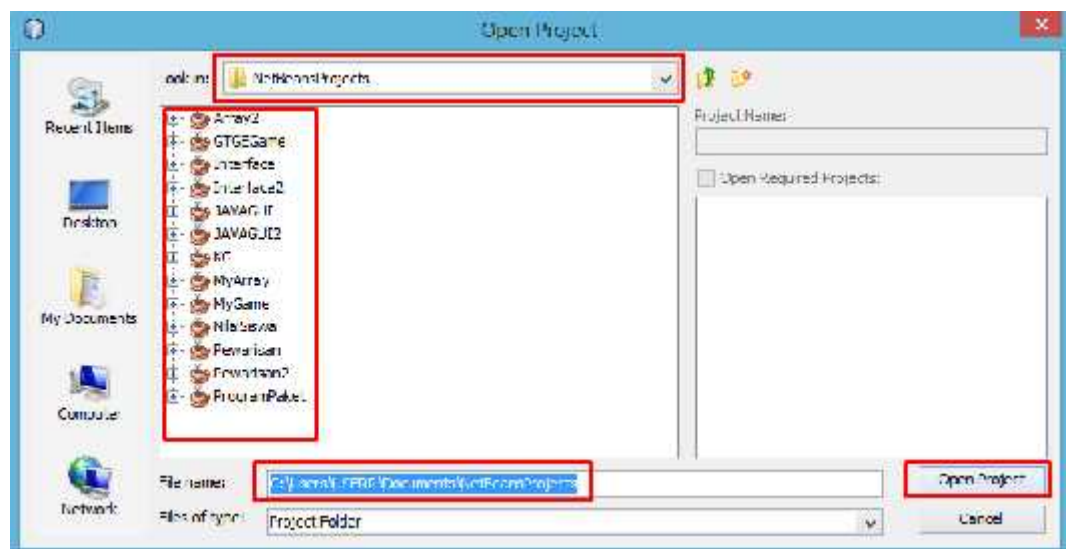 Open Project
Look in: NetBeansProjects
Recent Items
Desktop
My Documents
Computer
Network
Array2
GTGEGame
Interface
Interface2
JAVAGUI
JAVAGUI2
MyArray
MyGame
NilaiSiswa
Pewarisan
Pewarisan2
ProgramPaket
Project Name:
Open Required Projects:
File name:
Open Project
Files of type: Project Folder
Cancel